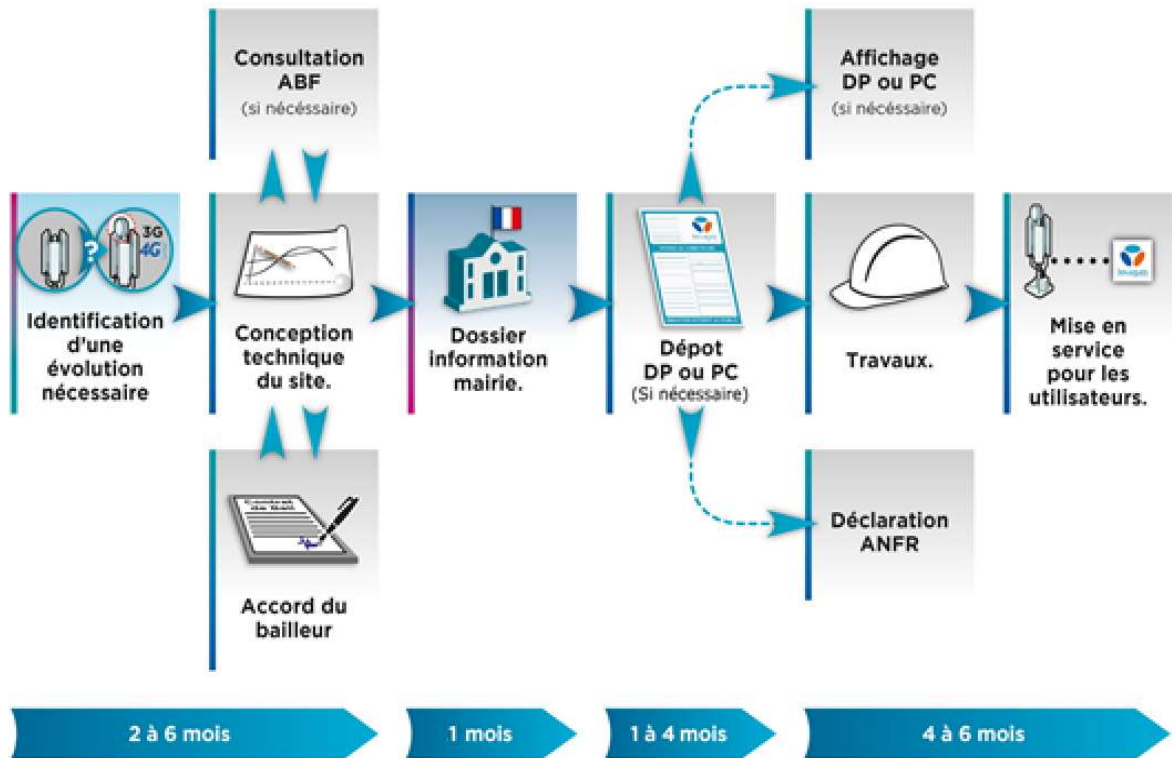 Consultation
ABF
(si nécéssaire)
Affichage
DP ou PC
(si nécéssaire)
?
3G
4G
Identification
d'une
évolution
nécessaire
Conception
technique
du site.
Dossier
information
mairie.
Dépot
DP ou PC
(Si nécessaire)
Travaux.
Mise en
service
pour les
utilisateurs.
Contrat
de Bail
Accord du
bailleur
Déclaration
ANFR
2 à 6 mois
1 mois
1 à 4 mois
4 à 6 mois